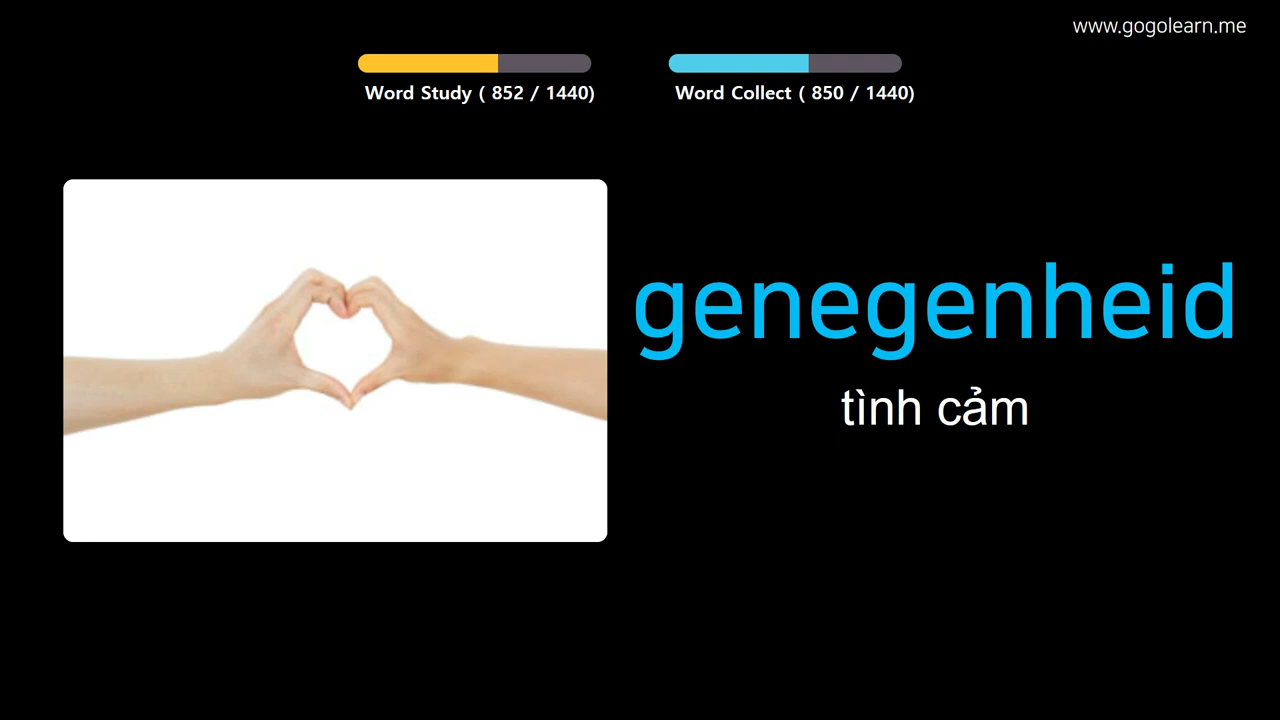 www.gogolearn.me
Word Study ( 852 / 1440)
Word Collect ( 850 / 1440)
genegenheid
tình cảm